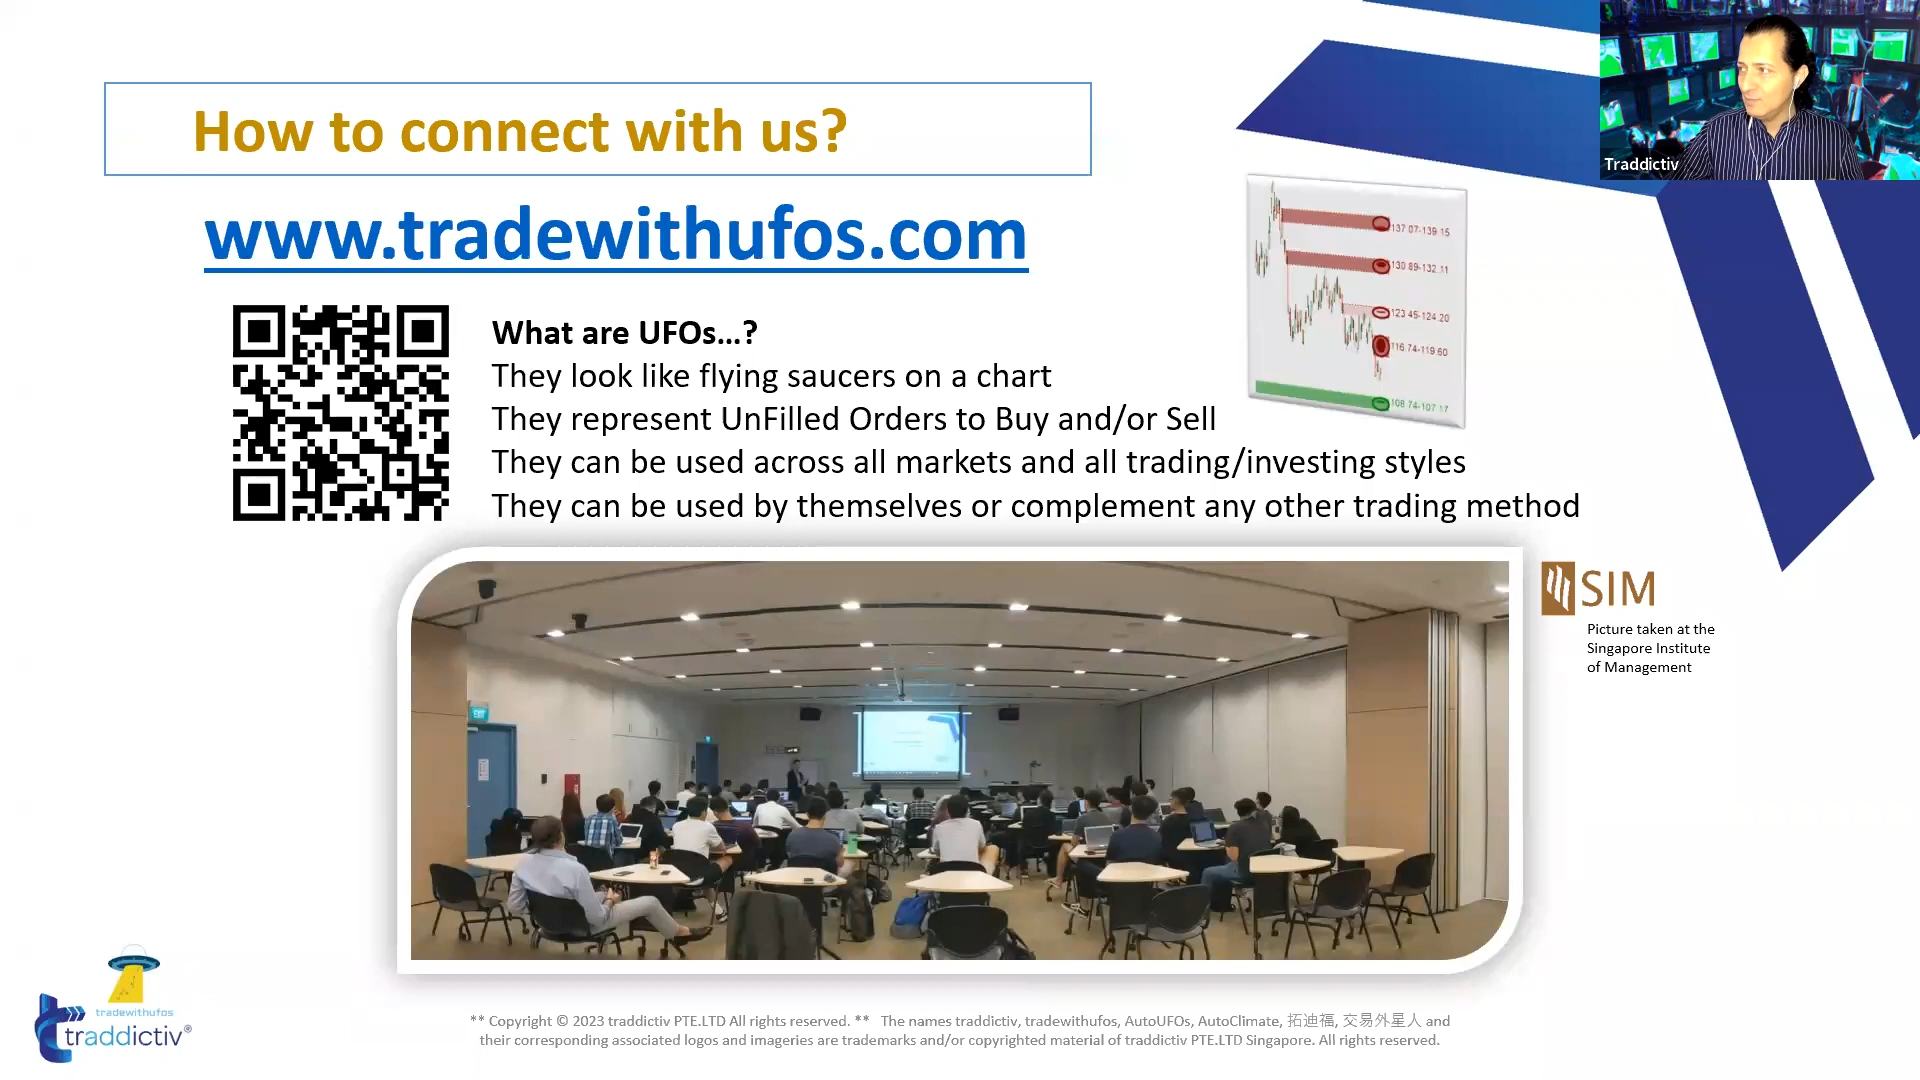 How to connect with us?
Traddictiv
www.tradewithufos.com
137 07-139 15
130 89-132.11
123 45-124.20
116 74-119 60
108 74-107 17
What are UFOs...?
They look like flying saucers on a chart
They represent UnFilled Orders to Buy and/or Sell
They can be used across all markets and all trading/investing styles
They can be used by themselves or complement any other trading method
SIM
Picture taken at the
Singapore Institute
of Management
EXIT
tradewithufos
traddictiv®
** Copyright © 2023 traddictiv PTE.LTD All rights reserved. ** The names traddictiv, tradewithufos, AutoUFOs, AutoClimate, 拓迪福, 交易外星人 and
their corresponding associated logos and imageries are trademarks and/or copyrighted material of traddictiv PTE.LTD Singapore. All rights reserved.